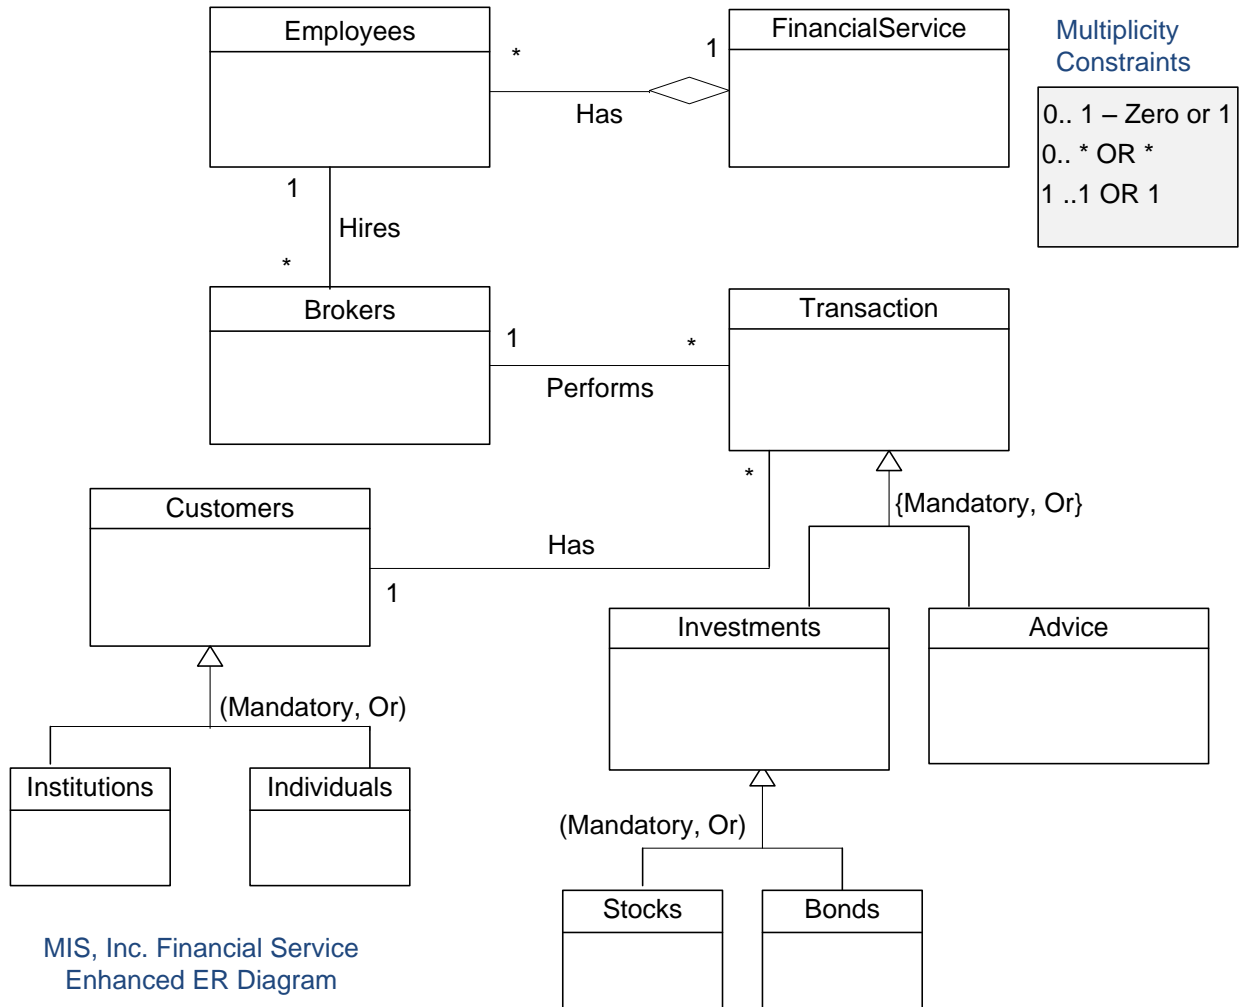 Employees
FinancialService
Multiplicity
Constraints
*
1
Has
0.. 1 – Zero or 1
0.. * OR *
1 ..1 OR 1
1
Hires
*
Brokers
Transaction
1
*
Performs
*
Customers
{Mandatory, Or}
Has
1
Investments
Advice
(Mandatory, Or)
Institutions
Individuals
(Mandatory, Or)
Stocks
Bonds
MIS, Inc. Financial Service
Enhanced ER Diagram